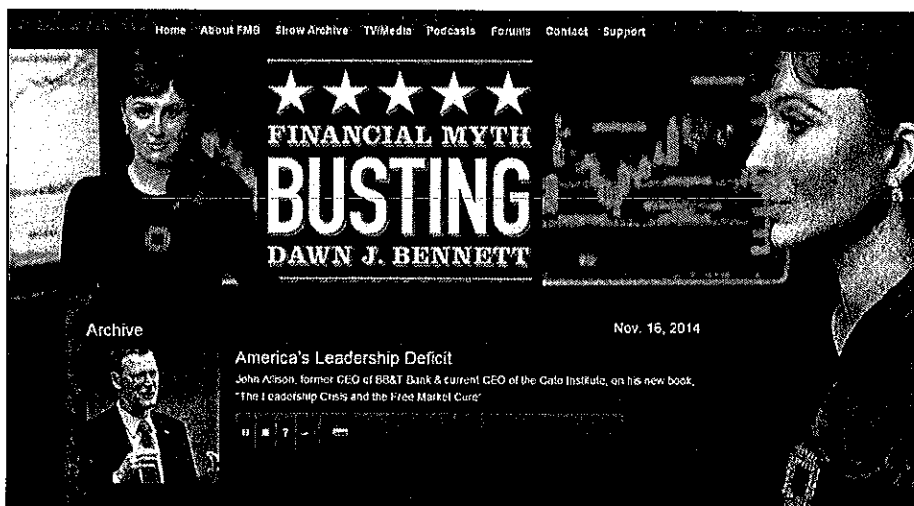 Home About FMB Show Archive TV/Media Podcasts Forums Contact Support
FINANCIAL MYTH
BUSTING
DAWN J. BENNETT
Archive
Nov. 16, 2014
America's Leadership Deficit
John Allison, former CEO of BB&T Bank & current CEO of the Cato Institute, on his new book,
"The Leadership Crisis and the Free Market Cure"